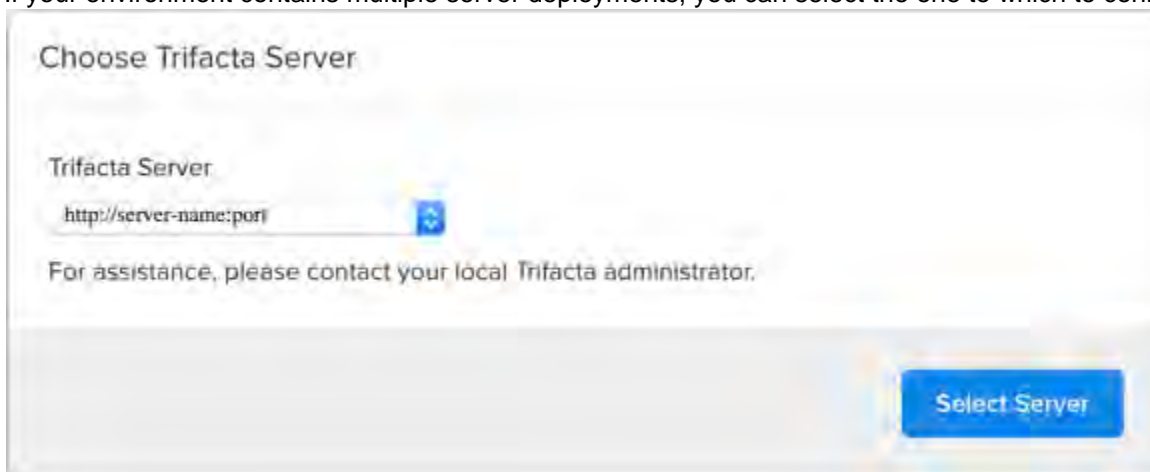 if your environment contains multiple server deployments, you can select the one to which to
Choose Trifacta Server
Trifacta Server
http://server-name:port
For assistance, please contact your local Trifacta administrator.
Select Server